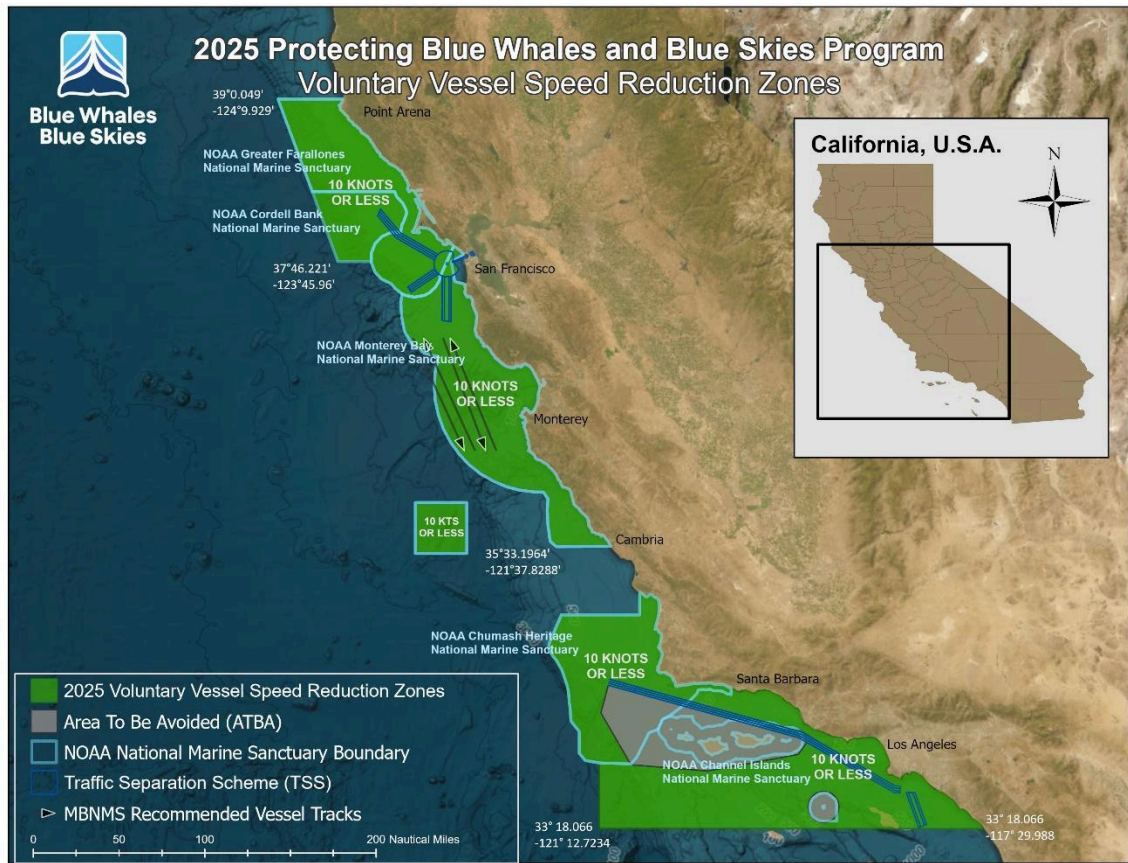 2025 Protecting Blue Whales and Blue Skies Program
Voluntary Vessel Speed Reduction Zones
Blue Whales
Blue Skies
39°0.049'
-124°9.929'
Point Arena
NOAA Greater Farallones
National Marine Sanctuary
10 KNOTS
OR LESS
NOAA Cordell Bank
National Marine Sanctuary
37°46.221'
-123°45.96'
San Francisco
NOAA Monterey Bay
National Marine Sanctuary
10 KNOTS
OR LESS
Monterey
10 KTS
OR LESS
35°33.1964'
-121°37.8288'
Cambria
NOAA Chumash Heritage
National Marine Sanctuary
10 KNOTS
OR LESS
Santa Barbara
Los Angeles
NOAA Channel Islands
National Marine Sanctuary
10 KNOTS
OR LESS
33° 18.066
-121° 12.7234
33° 18.066
-117° 29.988
California, U.S.A.
N
2025 Voluntary Vessel Speed Reduction Zones
Area To Be Avoided (ATBA)
NOAA National Marine Sanctuary Boundary
Traffic Separation Scheme (TSS)
MBNMS Recommended Vessel Tracks
0 50 100 200 Nautical Miles